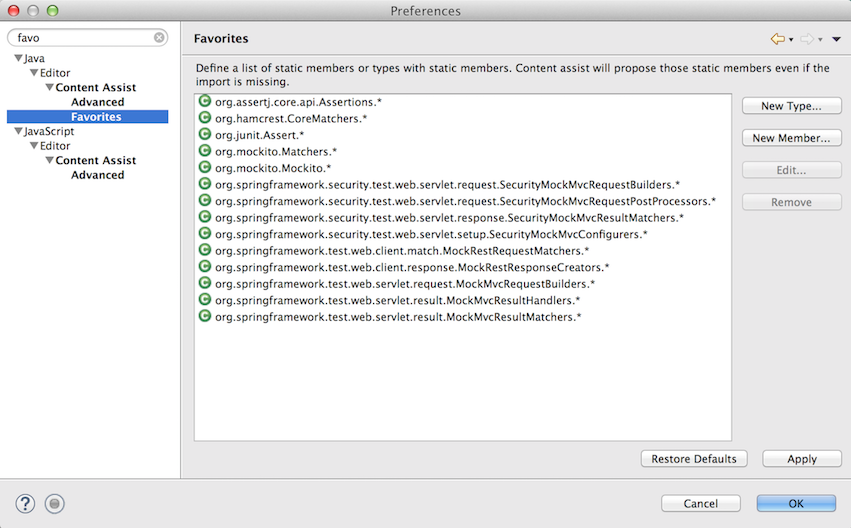 Preferences
favo
Java
Editor
Content Assist
Advanced
Favorites
JavaScript
Editor
Content Assist
Advanced
Favorites
Define a list of static members or types with static members. Content assist will propose those static members even if the
import is missing.
org.assertj.core.api.Assertions.*
org.hamcrest.CoreMatchers.*
org.junit.Assert.*
org.mockito.Matchers.*
org.mockito.Mockito.*
org.springframework.security.test.web.servlet.request.SecurityMockMvcRequestBuilders.*
org.springframework.security.test.web.servlet.request.SecurityMockMvcRequestPostProcessors.*
org.springframework.security.test.web.servlet.response.SecurityMockMvcResultMatchers.*
org.springframework.security.test.web.servlet.setup.SecurityMockMvcConfigurers.*
org.springframework.test.web.client.match.MockRestRequestMatchers.*
org.springframework.test.web.client.response.MockRestResponseCreators.*
org.springframework.test.web.servlet.request.MockMvcRequestBuilders.*
org.springframework.test.web.servlet.result.MockMvcResultHandlers.*
org.springframework.test.web.servlet.result.MockMvcResultMatchers.*
New Type...
New Member...
Edit...
Remove
Restore Defaults
Apply
?
Cancel
OK